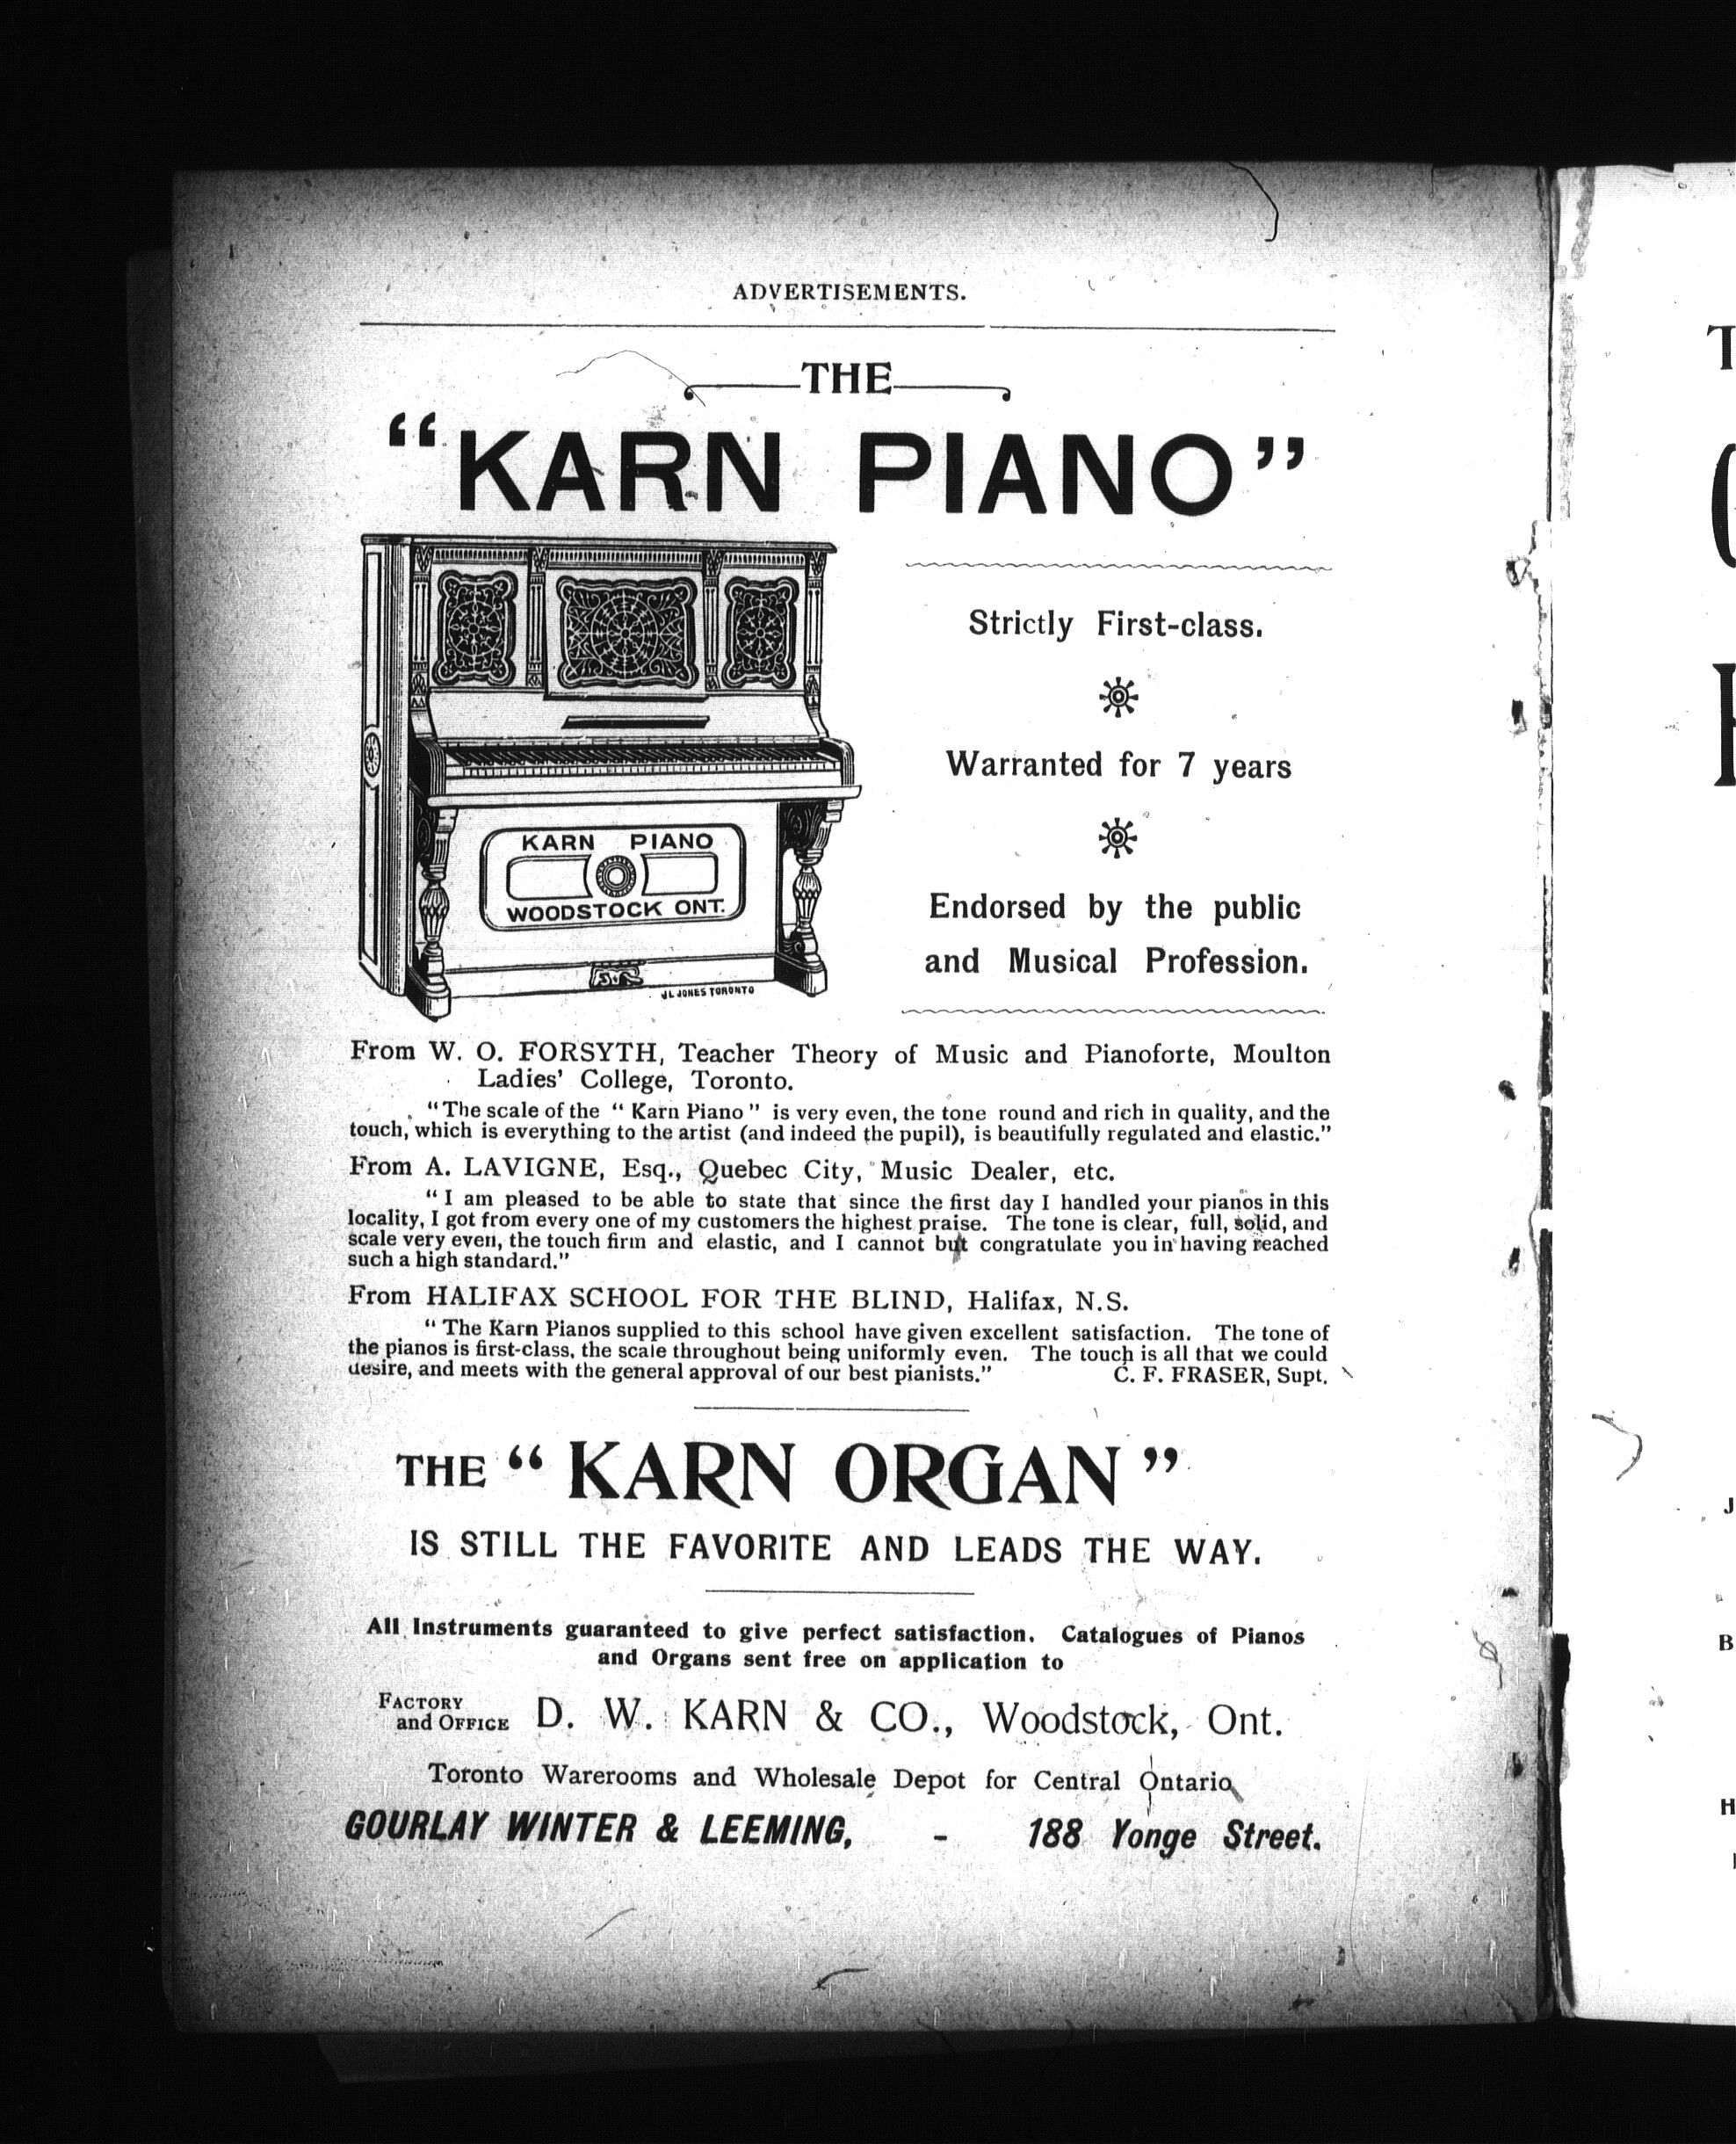 ADVERTISEMENTS.
THE
“KARN PIANO”
Strictly First-class.
Warranted for 7 years
Endorsed by the public
and Musical Profession.
KARN PIANO
WOODSTOCK ONT.
JL JONES TORONTO
From W. O. FORSYTH, Teacher Theory of Music and Pianoforte, Moulton
Ladies' College, Toronto.
“The scale of the “ Karn Piano ” is very even, the tone round and rich in quality, and the
touch, which is everything to the artist (and indeed the pupil), is beautifully regulated and elastic.”
From A. LAVIGNE, Esq., Quebec City, Music Dealer, etc.
“ I am pleased to be able to state that since the first day I handled your pianos in this
locality, I got from every one of my customers the highest praise. The tone is clear, full, solid, and
scale very even, the touch firm and elastic, and I cannot but congratulate you in having reached
such a high standard.”
From HALIFAX SCHOOL FOR THE BLIND, Halifax, N.S.
“ The Karn Pianos supplied to this school have given excellent satisfaction. The tone of
the pianos is first-class, the scale throughout being uniformly even. The touch is all that we could
desire, and meets with the general approval of our best pianists.” C. F. FRASER, Supt.
THE “ KARN ORGAN ”
IS STILL THE FAVORITE AND LEADS THE WAY.
All Instruments guaranteed to give perfect satisfaction. Catalogues of Pianos
and Organs sent free on application to
FACTORY
and OFFICE D. W. KARN & CO., Woodstock, Ont.
Toronto Warerooms and Wholesale Depot for Central Ontario
GOURLAY WINTER & LEEMING, - 188 Yonge Street.